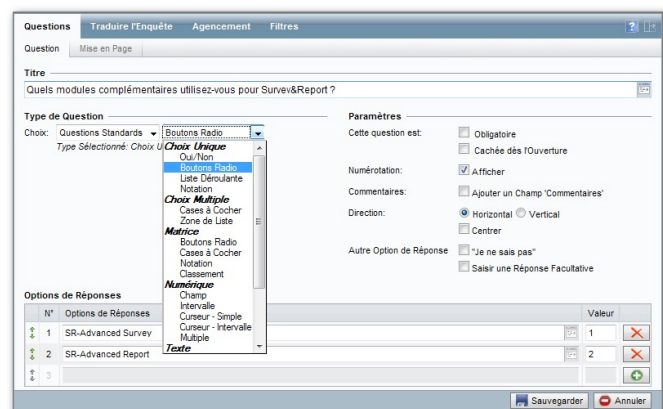 Questions Traduire l'Enquête Agencement Filtres ?
Question Mise en Page
Titre
Quels modules complémentaires utilisez-vous pour Survey&Report ?
Type de Question
Choix: Questions Standards Boutons Radio
Type Sélectionné: Choix U
Choix Unique
Oui/Non
Boutons Radio
Liste Déroulante
Notation
Choix Multiple
Cases à Cocher
Zone de Liste
Matrice
Boutons Radio
Cases à Cocher
Notation
Classement
Numérique
Champ
Intervalle
Curseur - Simple
Curseur - Intervalle
Multiple
Texte
Paramètres
Cette question est: Obligatoire
Cachée dès l'Ouverture
Numérotation: Afficher
Commentaires: Ajouter un Champ 'Commentaires'
Direction: Horizontal Vertical
Centrer
Autre Option de Réponse "Je ne sais pas"
Saisir une Réponse Facultative
Options de Réponses
N° Options de Réponses Valeur
1 SR-Advanced Survey 1
2 SR-Advanced Report 2
3
Sauvegarder Annuler